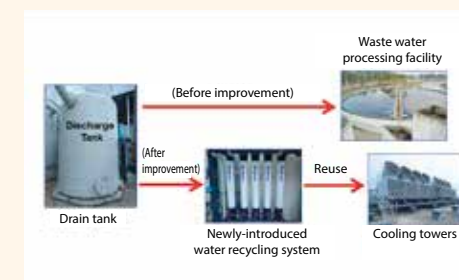 Waste water
processing facility
(Before improvement)
Discharge
Tank
(After
improvement)
Reuse
Drain tank
Newly-introduced
water recycling system
Cooling towers